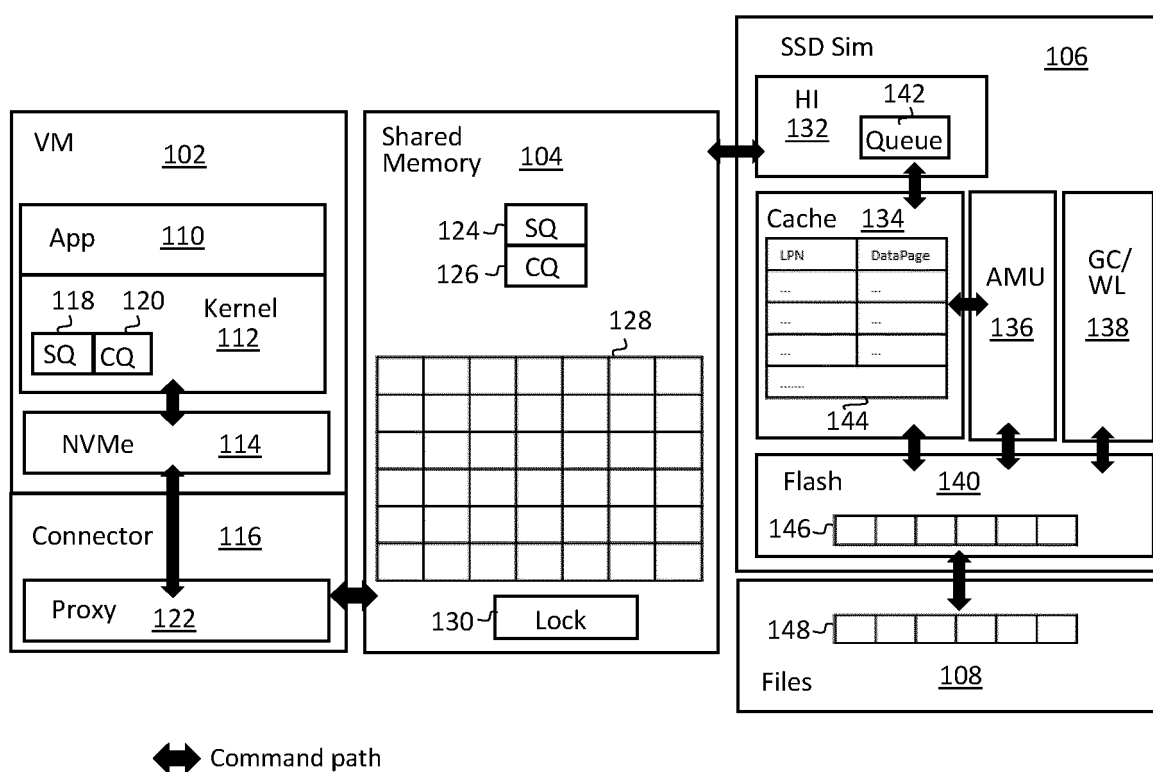 VM
102
App
110
118
120
Kernel
112
SQ
CQ
NVMe
114
Connector
116
Proxy
122
Shared
Memory
104
124
SQ
126
CQ
128
130
Lock
SSD Sim
106
HI
132
142
Queue
Cache
134
LPN
DataPage
...
...
...
...
...
...
.......
144
AMU
136
GC/
WL
138
Flash
140
146
148
Files
108
Command path